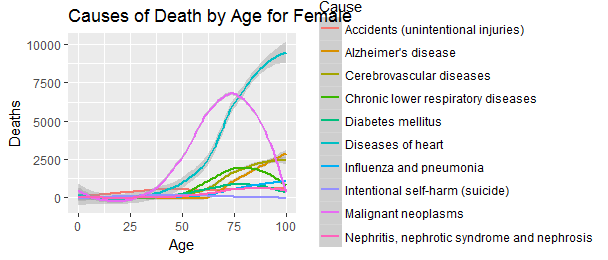 Causes of Death by Age for Female
Cause
Accidents (unintentional injuries)
Alzheimer's disease
Cerebrovascular diseases
Chronic lower respiratory diseases
Diabetes mellitus
Diseases of heart
Influenza and pneumonia
Intentional self-harm (suicide)
Malignant neoplasms
Nephritis, nephrotic syndrome and nephrosis
Deaths
10000
7500
5000
2500
0
0 25 50 75 100
Age